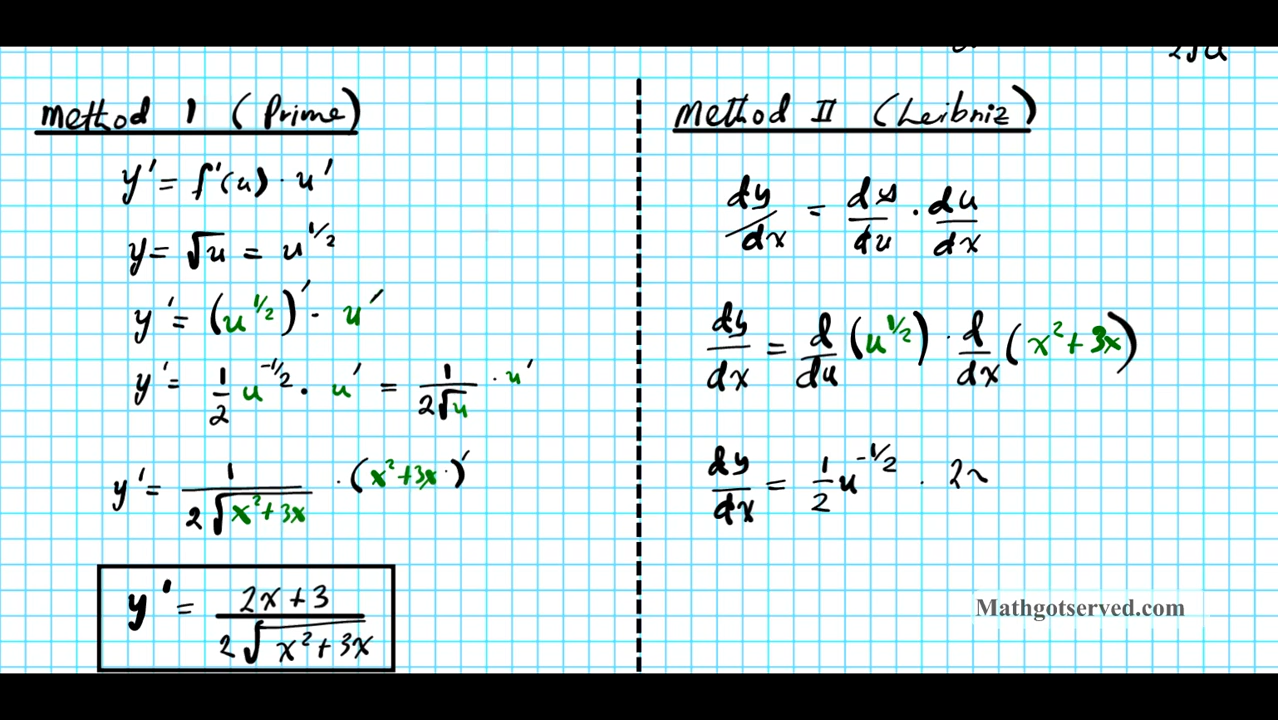 2√u
Method 1 (Prime)
y' = f'(u) · u'
y = √u = u^1/2
y' = (u^1/2)' · u'
y' = 1/2 u^-1/2 · u' = 1/(2√u) · u'
y' = 1/(2√(x²+3x)) · (x²+3x)'
y' = (2x+3)/(2√(x²+3x))
Method II (Leibniz)
dy/dx = dy/du · du/dx
dy/dx = d/du (u^1/2) · d/dx (x²+3x)
dy/dx = 1/2 u^-1/2 · 2
Mathgotserved.com